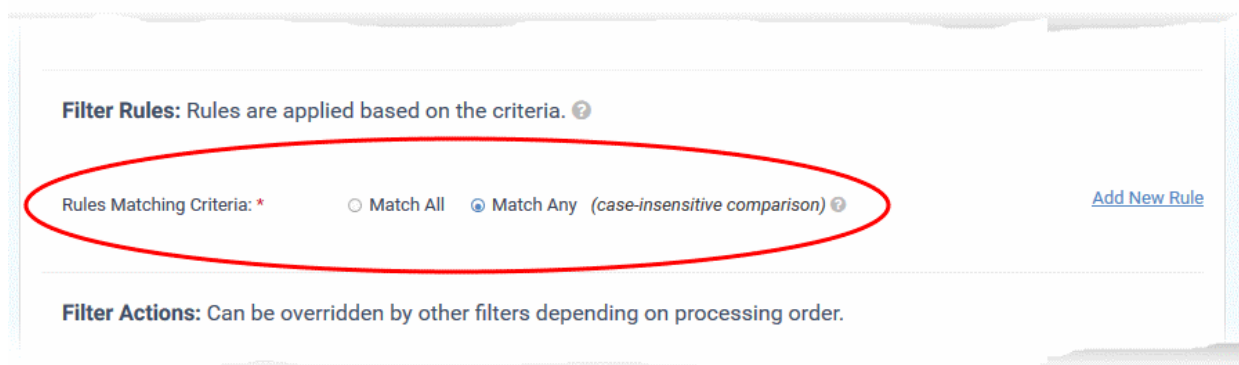 Filter Rules: Rules are applied based on the criteria.
Rules Matching Criteria: * Match All Match Any (case-insensitive comparison) Add New Rule
Filter Actions: Can be overridden by other filters depending on processing order.